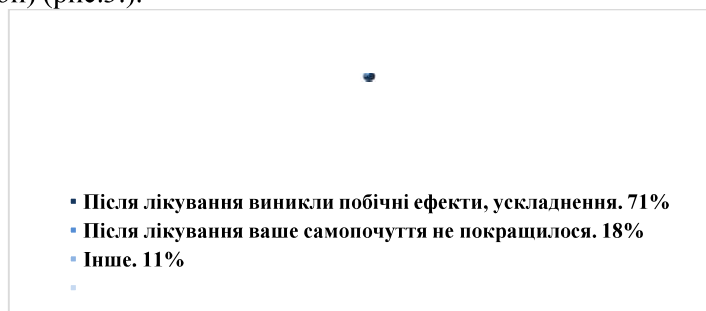 Після лікування виникли побічні ефекти, ускладнення. 71%
Після лікування ваше самопочуття не покращилося. 18%
Інше. 11%